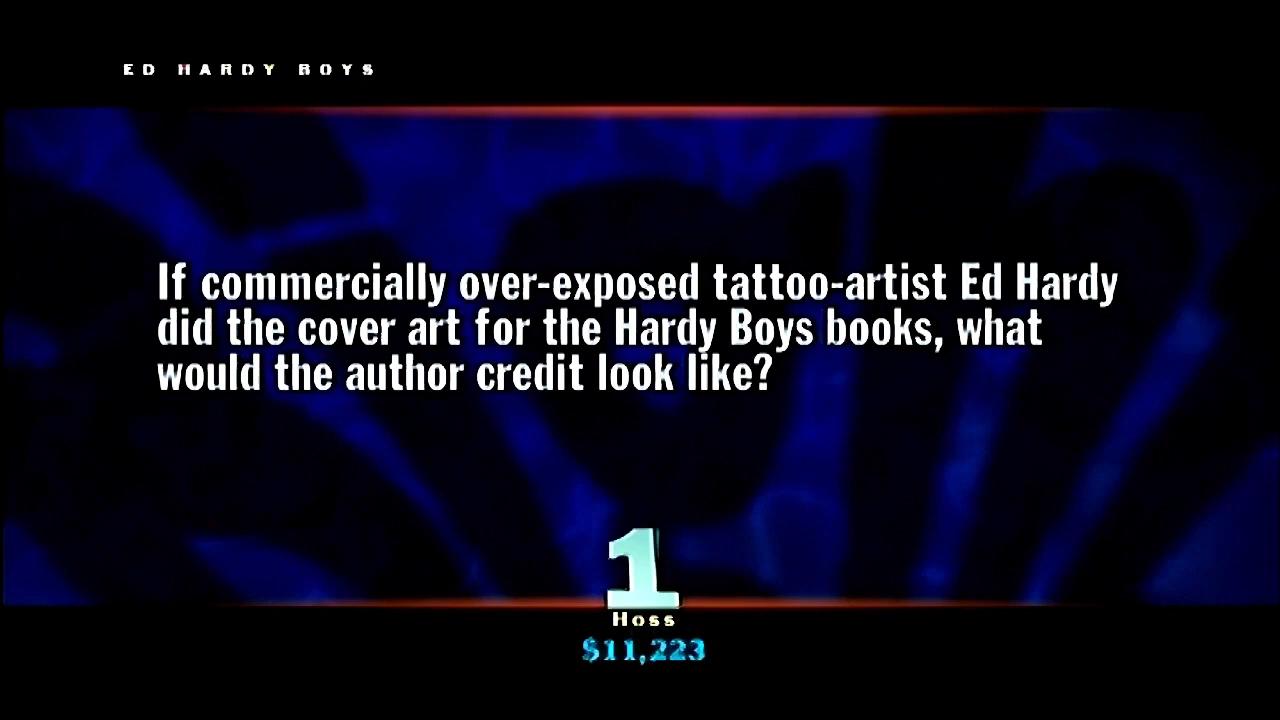 ED HARDY BOYS
If commercially over-exposed tattoo-artist Ed Hardy
did the cover art for the Hardy Boys books, what
would the author credit look like?
1
Hoss
$11,223